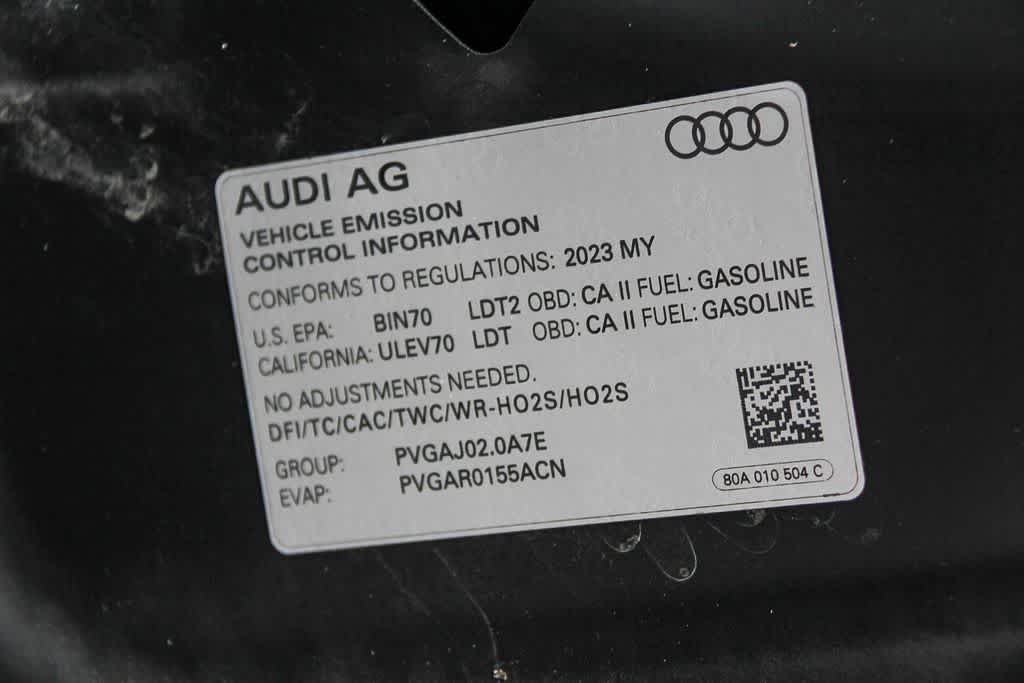 AUDI AG
VEHICLE EMISSION
CONTROL INFORMATION
CONFORMS TO REGULATIONS: 2023 MY
U.S. EPA: BIN70 LDT2 OBD: CA II FUEL: GASOLINE
CALIFORNIA: ULEV70 LDT OBD: CA II FUEL: GASOLINE
NO ADJUSTMENTS NEEDED.
DFI/TC/CAC/TWC/WR-HO2S/HO2S
GROUP: PVGAJ02.0A7E
EVAP: PVGAR0155ACN
80A 010 504 C